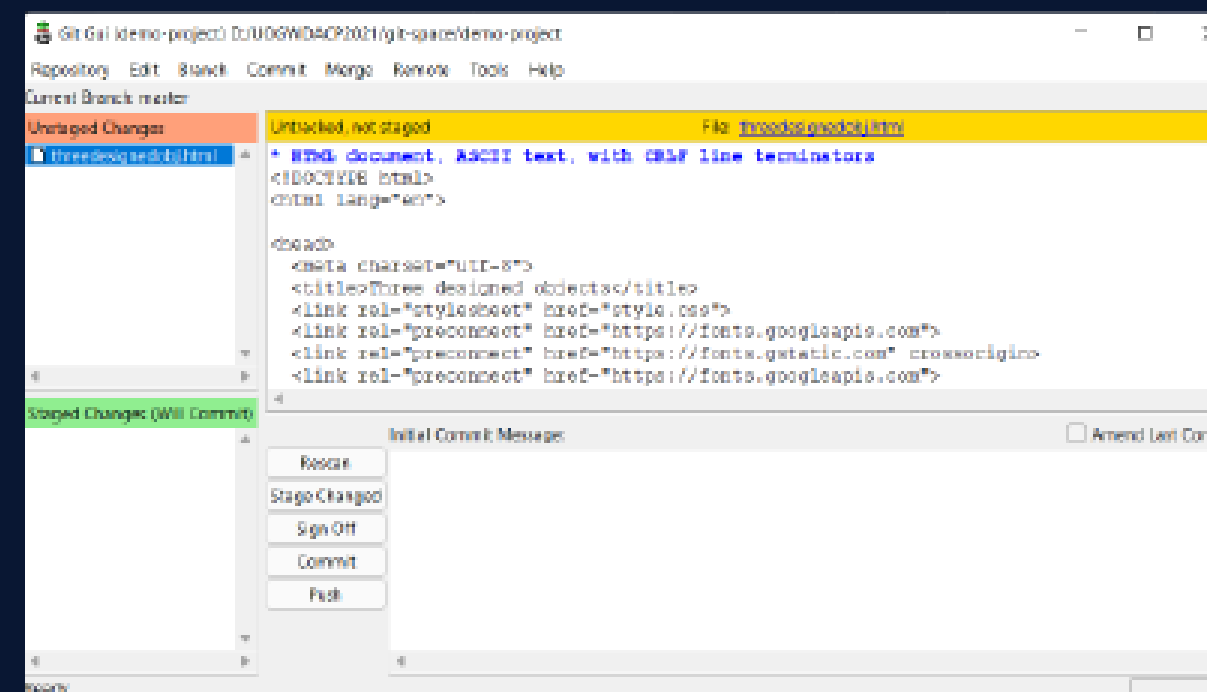 Git Gui (demo-project) D:/UOGWDACP2021/git-space/demo-project
Repository Edit Branch Commit Merge Remote Tools Help
Current Branch: master
Unstaged Changes
threedesignedobj.html
Untracked, not staged File: threedesignedobj.html
* HTML document, ASCII text, with CRLF line terminators
<!DOCTYPE html>
<html lang="en">
<head>
<meta charset="utf-8">
<title>Three designed objects</title>
<link rel="stylesheet" href="style.css">
<link rel="preconnect" href="https://fonts.googleapis.com">
<link rel="preconnect" href="https://fonts.gstatic.com" crossorigin>
<link rel="preconnect" href="https://fonts.googleapis.com">
Staged Changes (Will Commit)
Initial Commit Message: Amend Last
Rescan
Stage Changed
Sign Off
Commit
Push
Ready